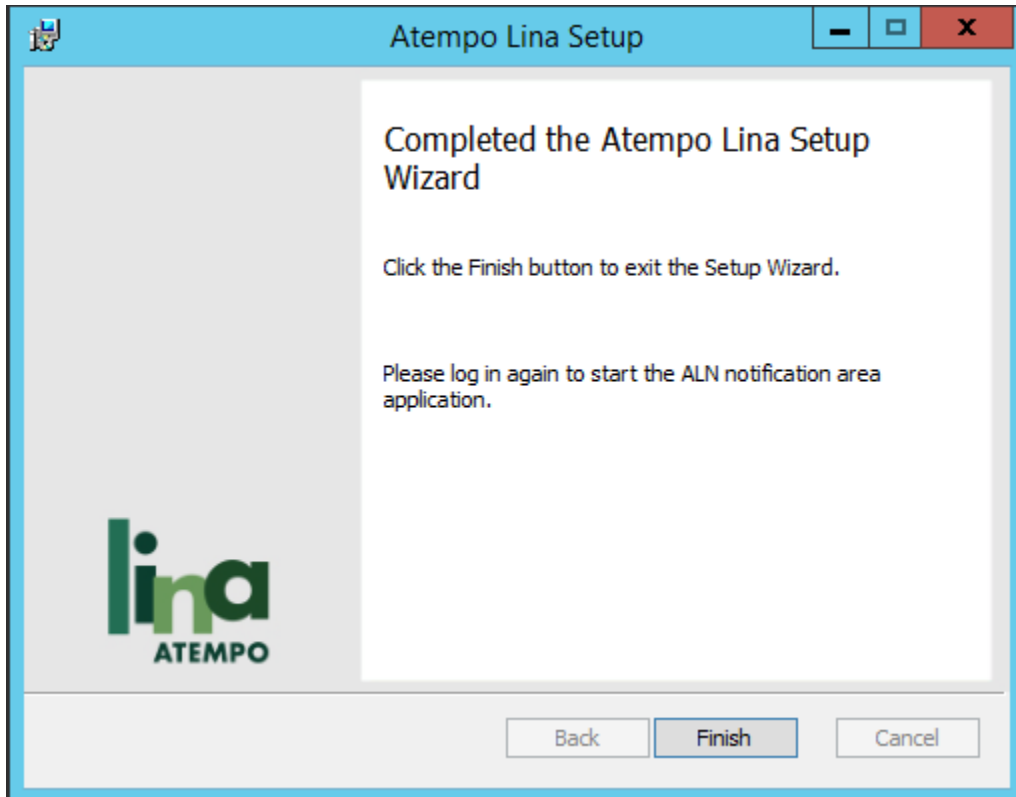 Atempo Lina Setup
Completed the Atempo Lina Setup
Wizard
Click the Finish button to exit the Setup Wizard.
Please log in again to start the ALN notification area
application.
lina
ATEMPO
Back
Finish
Cancel